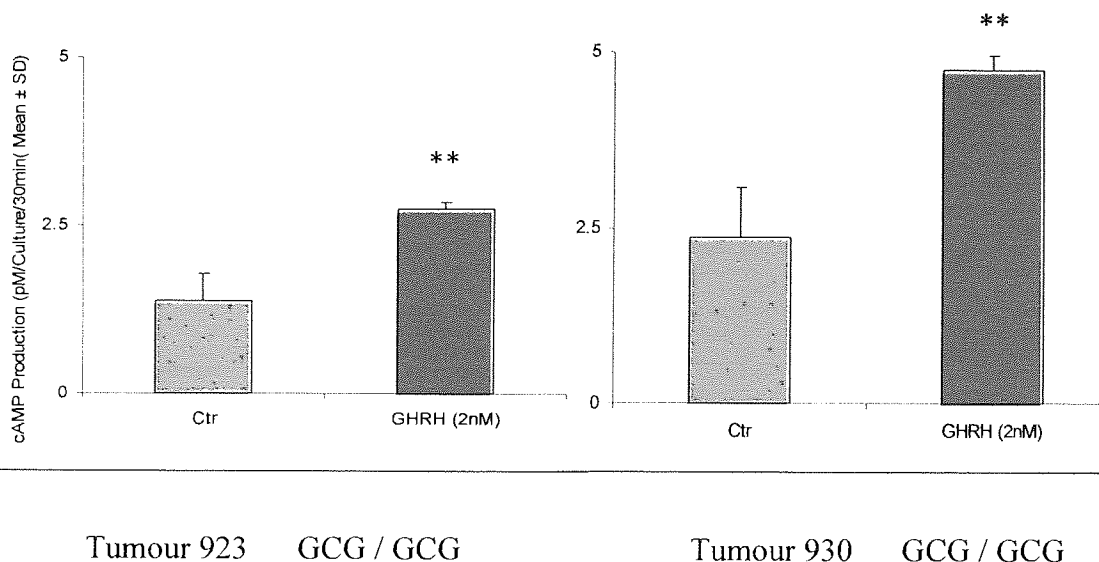 cAMP Production (pM/Culture/30min( Mean ± SD)
5
2.5
0
**
Ctr
GHRH (2nM)
5
2.5
0
**
Ctr
GHRH (2nM)
Tumour 923 GCG / GCG
Tumour 930 GCG / GCG